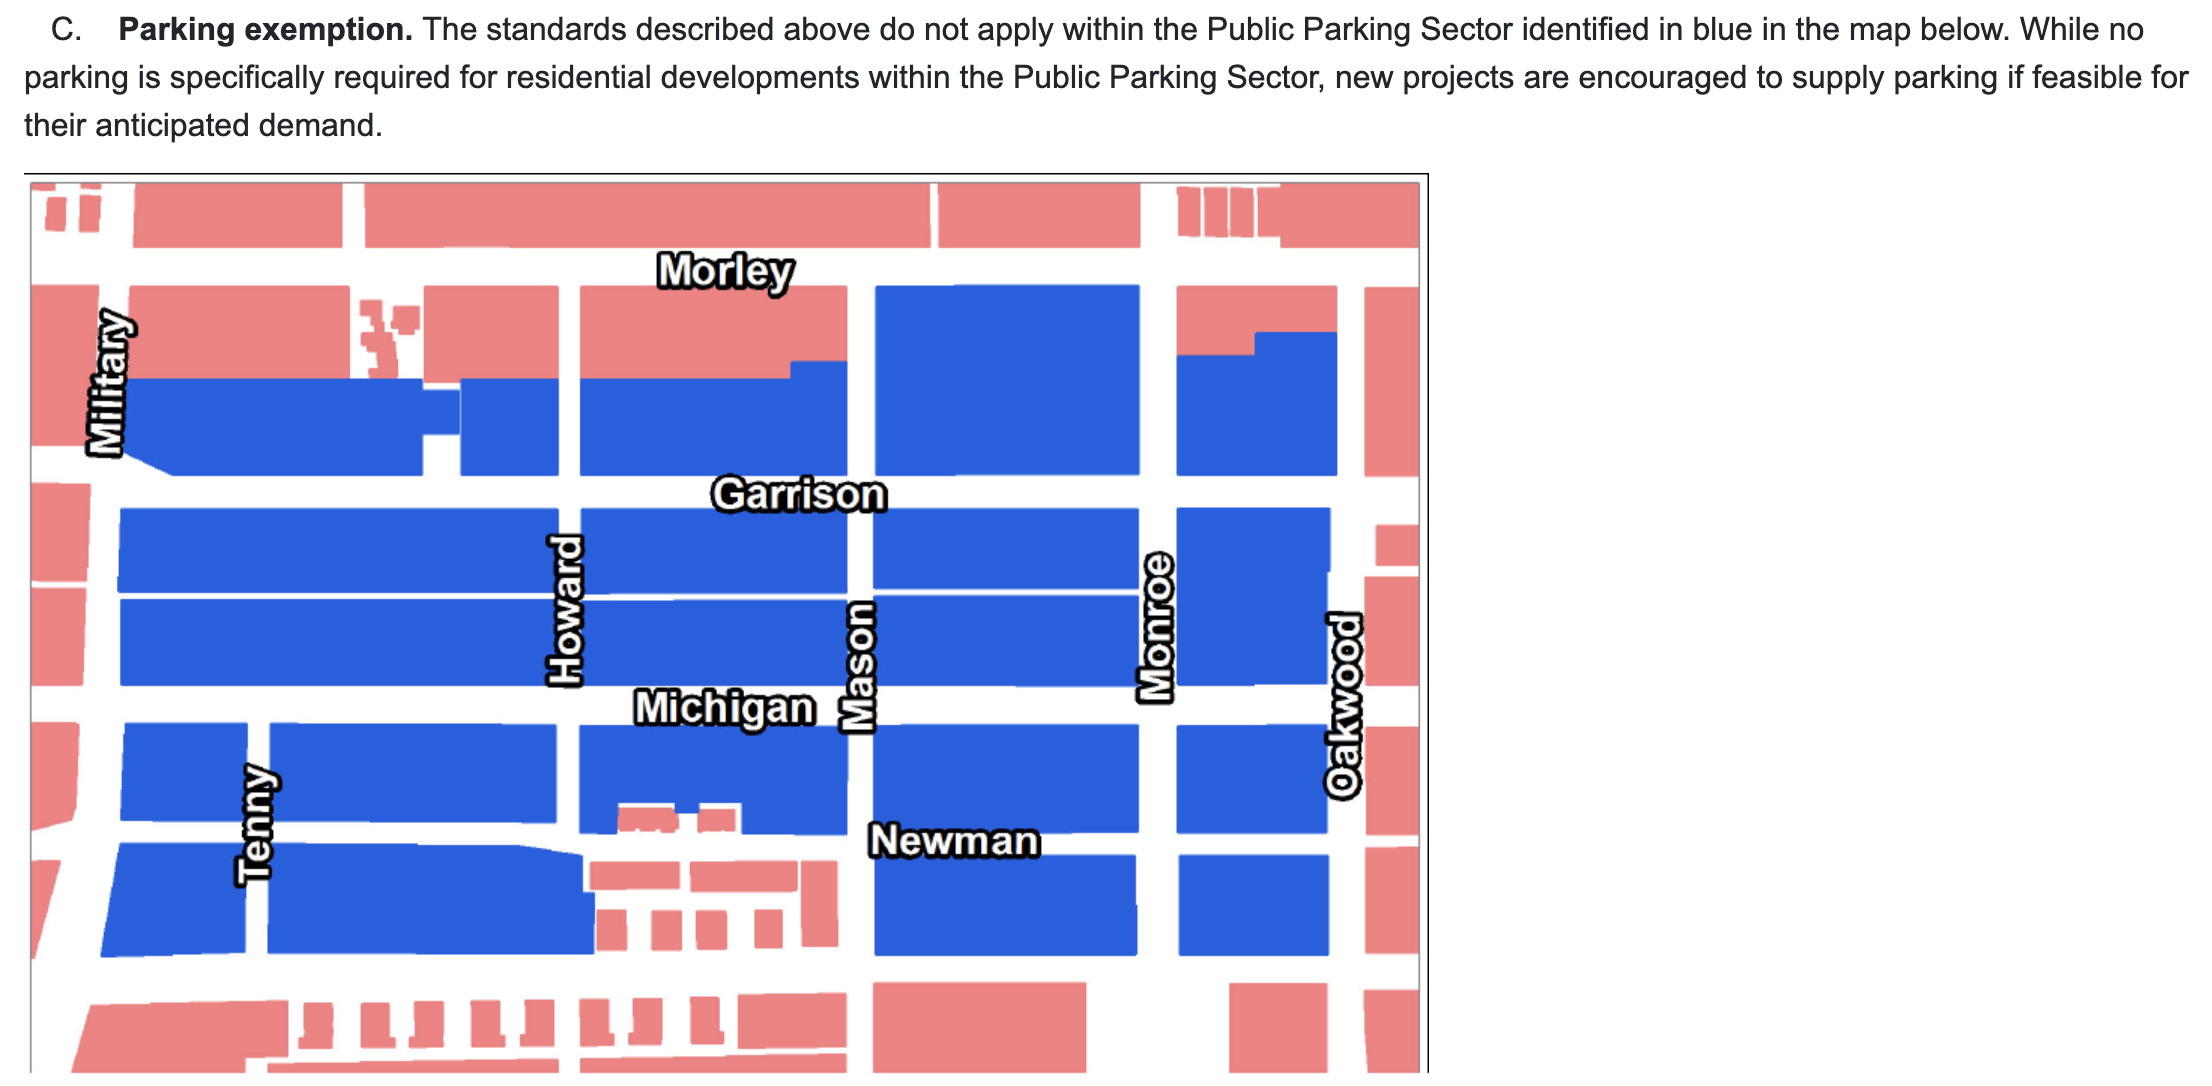 C. Parking exemption. The standards described above do not apply within the Public Parking Sector identified in blue in the map below. While no
parking is specifically required for residential developments within the Public Parking Sector, new projects are encouraged to supply parking if feasible for
their anticipated demand.
Morley
Military
Garrison
Howard
Mason
Monroe
Michigan
Oakwood
Tenny
Newman